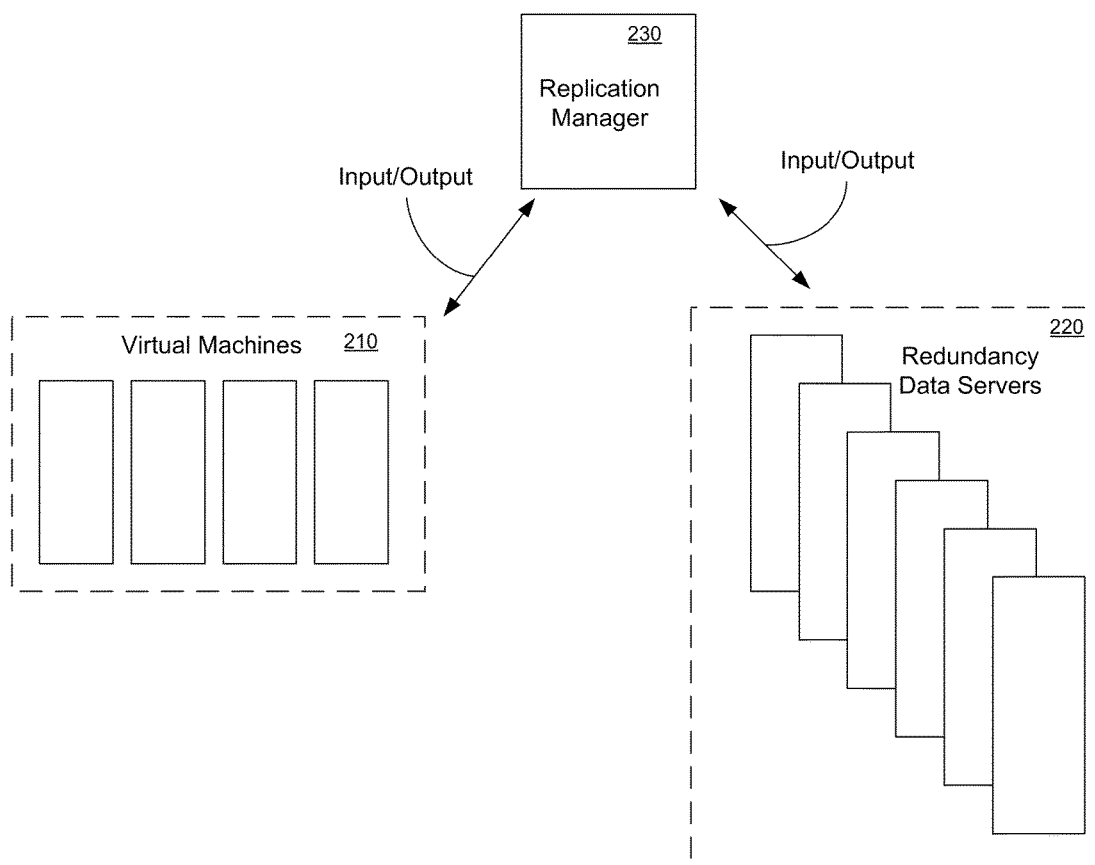 230
Replication
Manager
Input/Output
Input/Output
Virtual Machines 210
220
Redundancy
Data Servers